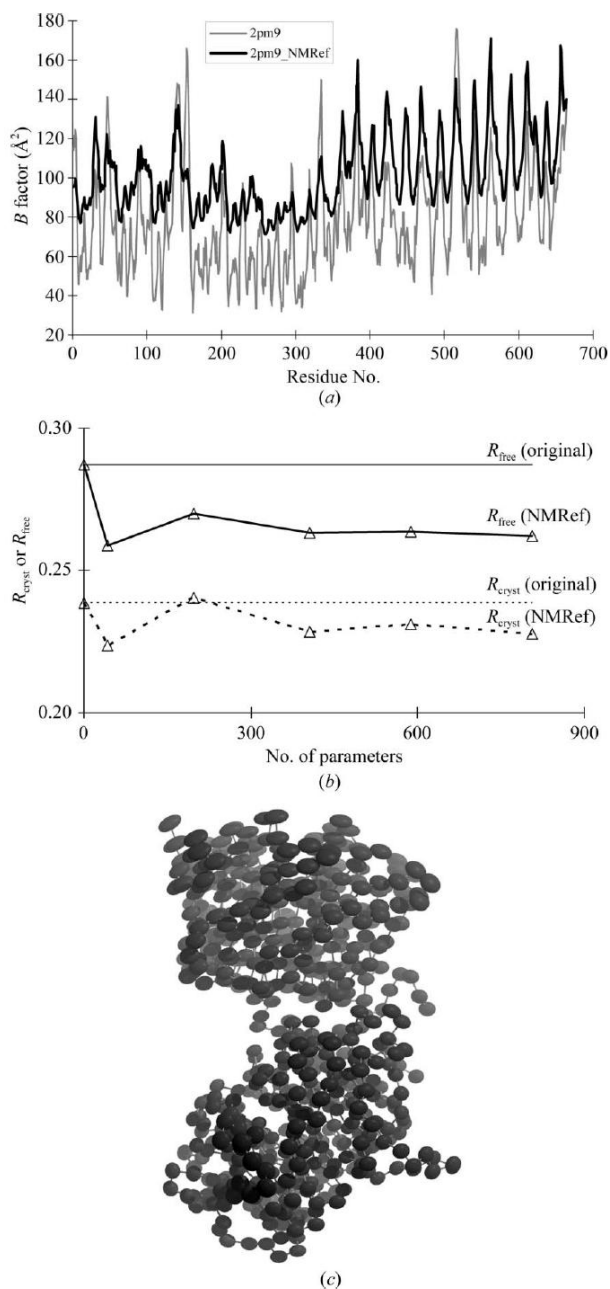 180
160
140
120
100
80
60
40
20
B factor (Å²)
2pm9
2pm9_NMRef
0 100 200 300 400 500 600 700
Residue No.
(a)
0.30
0.25
0.20
R_cryst or R_free
R_free (original)
R_free (NMRef)
R_cryst (original)
R_cryst (NMRef)
0 300 600 900
No. of parameters
(b)
(c)